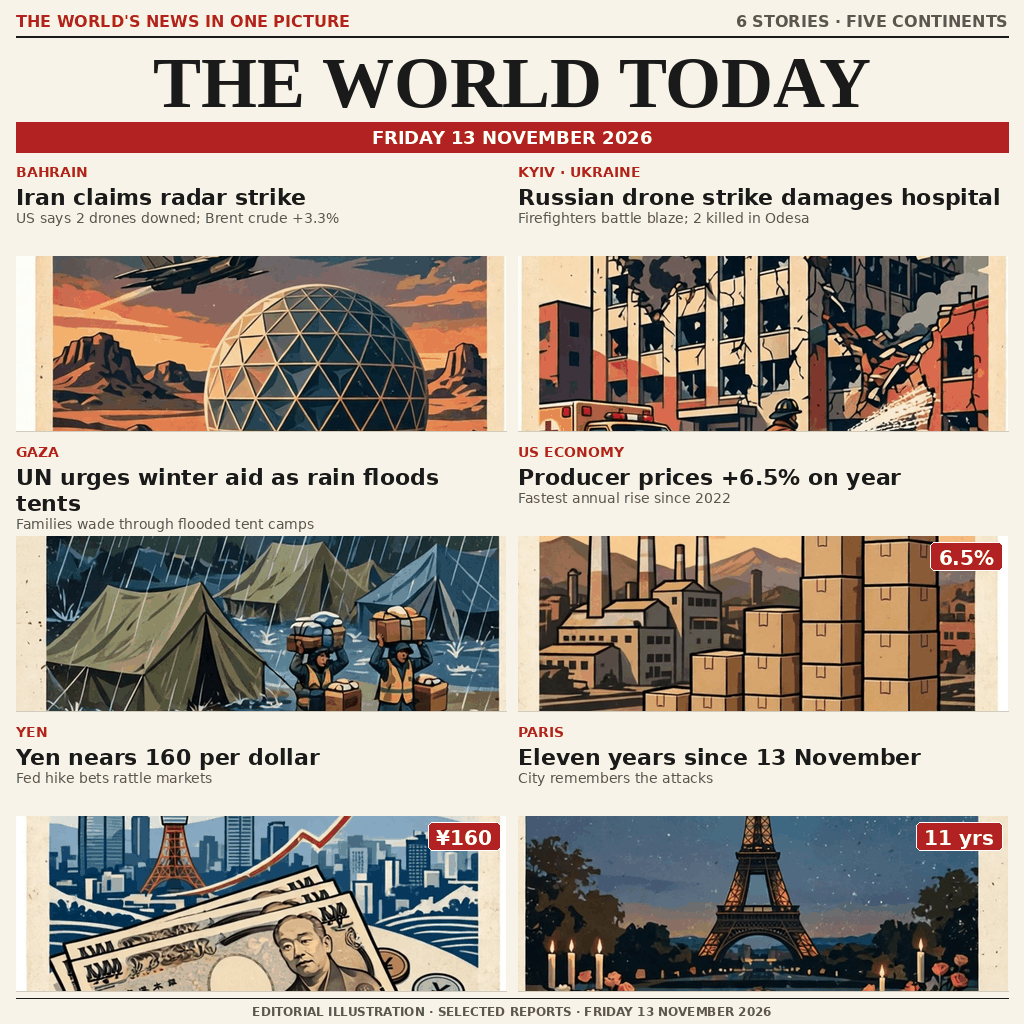 THE WORLD'S NEWS IN ONE PICTURE
6 STORIES · FIVE CONTINENTS
THE WORLD TODAY
FRIDAY 13 NOVEMBER 2026
BAHRAIN
Iran claims radar strike
US says 2 drones downed; Brent crude +3.3%
KYIV · UKRAINE
Russian drone strike damages hospital
Firefighters battle blaze; 2 killed in Odesa
GAZA
UN urges winter aid as rain floods
tents
Families wade through flooded tent camps
US ECONOMY
Producer prices +6.5% on year
Fastest annual rise since 2022
6.5%
YEN
Yen nears 160 per dollar
Fed hike bets rattle markets
¥160
PARIS
Eleven years since 13 November
City remembers the attacks
11 yrs
EDITORIAL ILLUSTRATION · SELECTED REPORTS · FRIDAY 13 NOVEMBER 2026